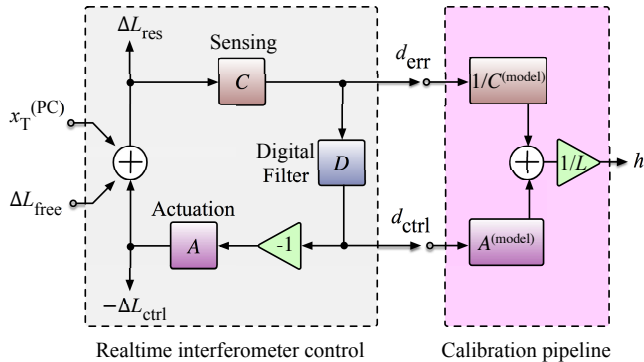 ΔL_res
Sensing
C
d_err
1/C^(model)
x_T^(PC)
+
Digital
Filter
D
+
1/L
h
ΔL_free
Actuation
A
-1
d_ctrl
A^(model)
−ΔL_ctrl
Realtime interferometer control
Calibration pipeline